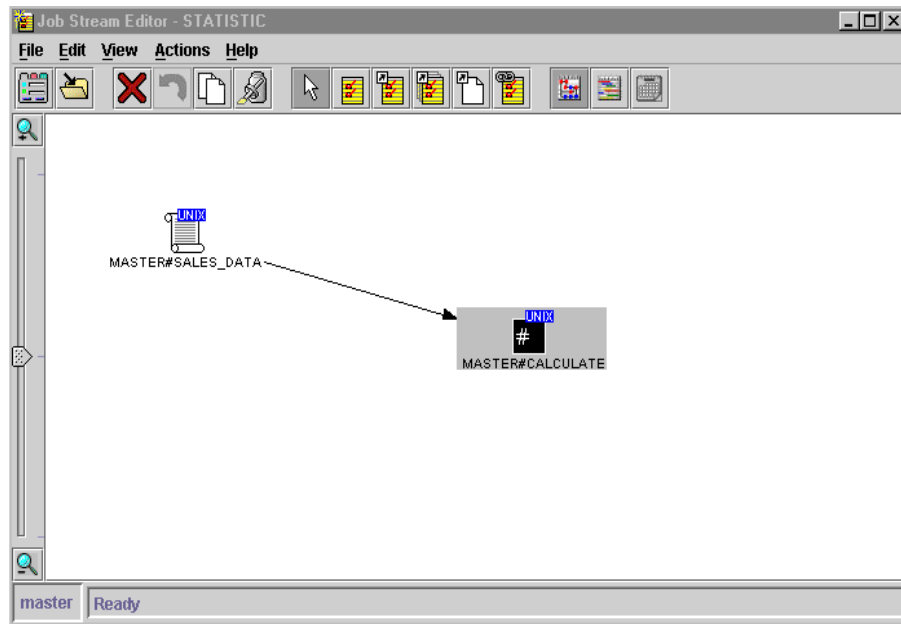 Job Stream Editor - STATISTIC
File Edit View Actions Help
UNIX
MASTER#SALES_DATA
UNIX
#
MASTER#CALCULATE
master Ready